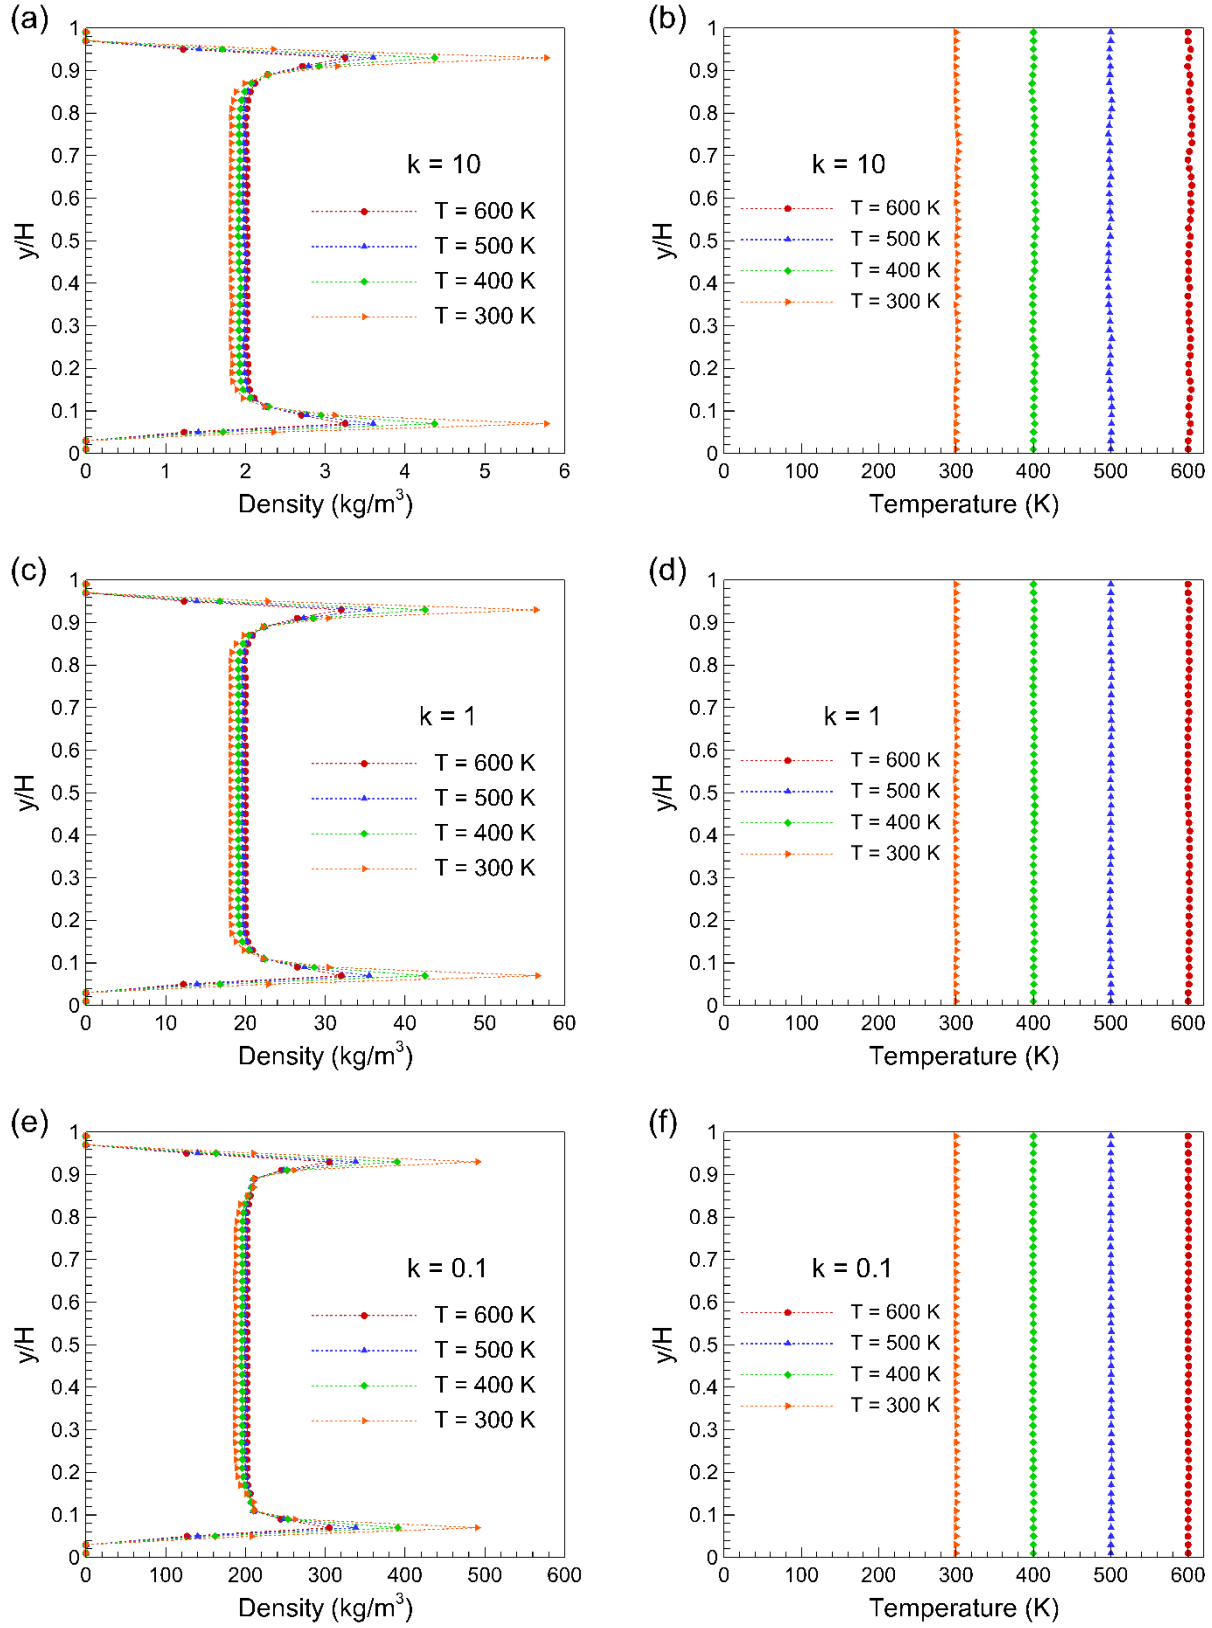 (a)
1
0.9
0.8
0.7
0.6
0.5
0.4
0.3
0.2
0.1
0
y/H
k = 10
T = 600 K
T = 500 K
T = 400 K
T = 300 K
0 1 2 3 4 5 6
Density (kg/m³)
(b)
1
0.9
0.8
0.7
0.6
0.5
0.4
0.3
0.2
0.1
0
y/H
k = 10
T = 600 K
T = 500 K
T = 400 K
T = 300 K
0 100 200 300 400 500 600
Temperature (K)
(c)
1
0.9
0.8
0.7
0.6
0.5
0.4
0.3
0.2
0.1
0
y/H
k = 1
T = 600 K
T = 500 K
T = 400 K
T = 300 K
0 10 20 30 40 50 60
Density (kg/m³)
(d)
1
0.9
0.8
0.7
0.6
0.5
0.4
0.3
0.2
0.1
0
y/H
k = 1
T = 600 K
T = 500 K
T = 400 K
T = 300 K
0 100 200 300 400 500 600
Temperature (K)
(e)
1
0.9
0.8
0.7
0.6
0.5
0.4
0.3
0.2
0.1
0
y/H
k = 0.1
T = 600 K
T = 500 K
T = 400 K
T = 300 K
0 100 200 300 400 500 600
Density (kg/m³)
(f)
1
0.9
0.8
0.7
0.6
0.5
0.4
0.3
0.2
0.1
0
y/H
k = 0.1
T = 600 K
T = 500 K
T = 400 K
T = 300 K
0 100 200 300 400 500 600
Temperature (K)